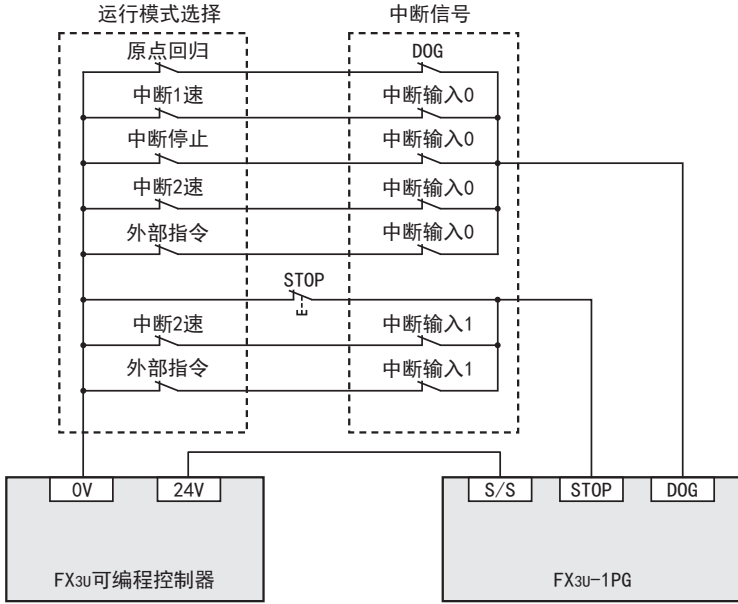 运行模式选择 中断信号
原点回归 DOG
中断1速 中断输入0
中断停止 中断输入0
中断2速 中断输入0
外部指令 中断输入0
STOP
中断2速 中断输入1
外部指令 中断输入1
0V 24V S/S STOP DOG
FX3U可编程控制器 FX3U-1PG